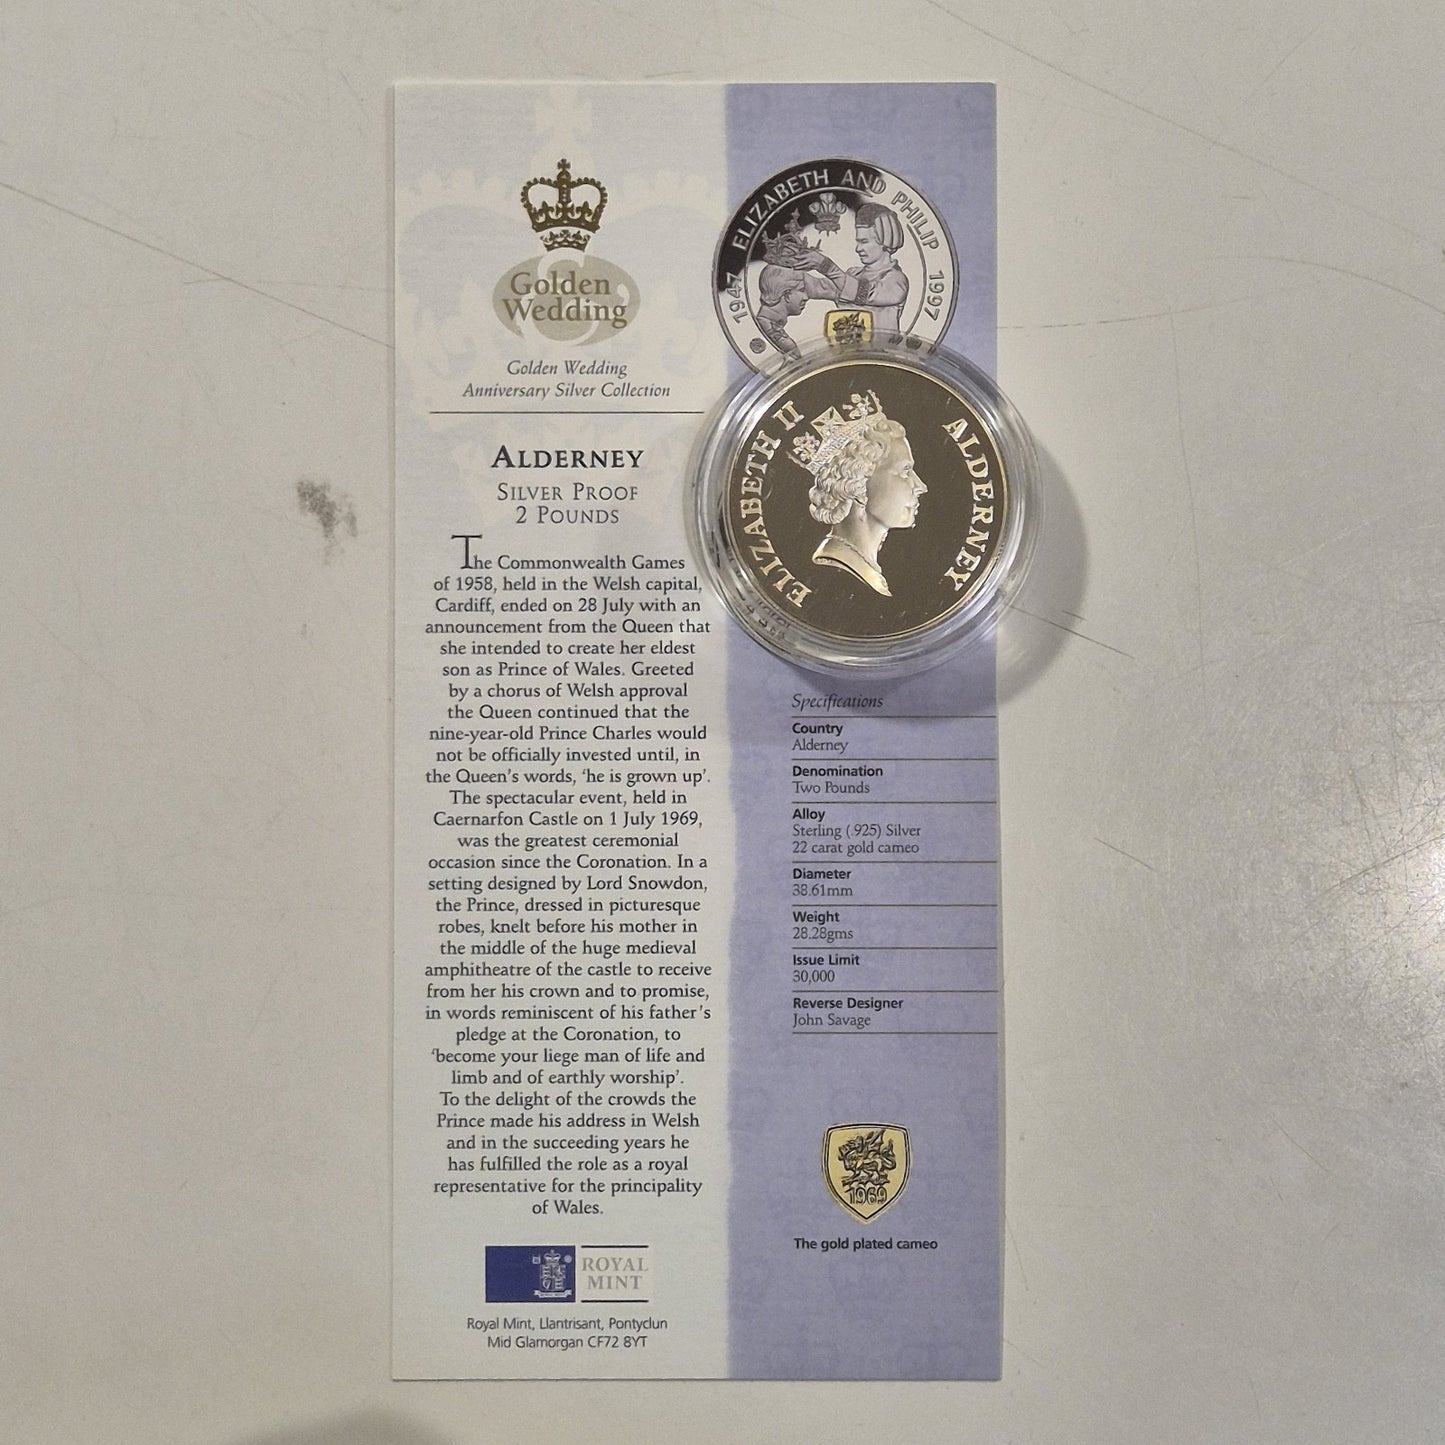 Golden
Wedding
Golden Wedding
Anniversary Silver Collection
ALDERNEY
SILVER PROOF
2 POUNDS
The Commonwealth Games
of 1958, held in the Welsh capital,
Cardiff, ended on 28 July with an
announcement from the Queen that
she intended to create her eldest
son as Prince of Wales. Greeted
by a chorus of Welsh approval
the Queen continued that the
nine-year-old Prince Charles would
not be officially invested until, in
the Queen's words, 'he is grown up'.
The spectacular event, held in
Caernarfon Castle on 1 July 1969,
was the greatest ceremonial
occasion since the Coronation. In a
setting designed by Lord Snowdon,
the Prince, dressed in picturesque
robes, knelt before his mother in
the middle of the huge medieval
amphitheatre of the castle to receive
from her his crown and to promise,
in words reminiscent of his father's
pledge at the Coronation, to
'become your liege man of life and
limb and of earthly worship'.
To the delight of the crowds the
Prince made his address in Welsh
and in the succeeding years he
has fulfilled the role as a royal
representative for the principality
of Wales.
ROYAL
MINT
Royal Mint, Llantrisant, Pontyclun
Mid Glamorgan CF72 8YT
1947 ELIZABETH AND PHILIP 1997
ELIZABETH II ALDERNEY
Specifications
Country
Alderney
Denomination
Two Pounds
Alloy
Sterling (.925) Silver
22 carat gold cameo
Diameter
38.61mm
Weight
28.28gms
Issue Limit
30,000
Reverse Designer
John Savage
1969
The gold plated cameo